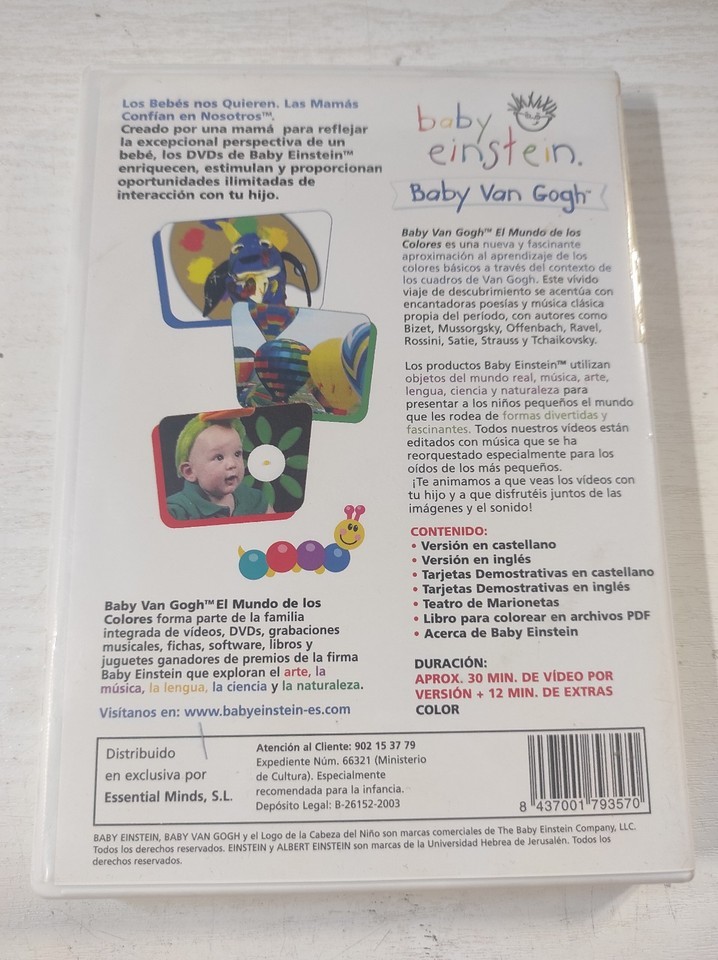 Los Bebés nos Quieren. Las Mamás
Confían en Nosotros™.
Creado por una mamá para reflejar
la excepcional perspectiva de un
bebé, los DVDs de Baby Einstein™
enriquecen, estimulan y proporcionan
oportunidades ilimitadas de
interacción con tu hijo.
baby
einstein.
Baby Van Gogh™
Baby Van Gogh™ El Mundo de los
Colores es una nueva y fascinante
aproximación al aprendizaje de los
colores básicos a través del contexto de
los cuadros de Van Gogh. Este vívido
viaje de descubrimiento se acentúa con
encantadoras poesías y música clásica
propia del período, con autores como
Bizet, Mussorgsky, Offenbach, Ravel,
Rossini, Satie, Strauss y Tchaikovsky.
Los productos Baby Einstein™ utilizan
objetos del mundo real, música, arte,
lengua, ciencia y naturaleza para
presentar a los niños pequeños el mundo
que les rodea de formas divertidas y
fascinantes. Todos nuestros vídeos están
editados con música que se ha
reorquestado especialmente para los
oídos de los más pequeños.
¡Te animamos a que veas los vídeos con
tu hijo y a que disfrutéis juntos de las
imágenes y el sonido!
CONTENIDO:
• Versión en castellano
• Versión en inglés
• Tarjetas Demostrativas en castellano
• Tarjetas Demostrativas en inglés
• Teatro de Marionetas
• Libro para colorear en archivos PDF
• Acerca de Baby Einstein
DURACIÓN:
APROX. 30 MIN. DE VÍDEO POR
VERSIÓN + 12 MIN. DE EXTRAS
COLOR
Baby Van Gogh™ El Mundo de los
Colores forma parte de la familia
integrada de vídeos, DVDs, grabaciones
musicales, fichas, software, libros y
juguetes ganadores de premios de la firma
Baby Einstein que exploran el arte, la
música, la lengua, la ciencia y la naturaleza.
Visítanos en: www.babyeinstein-es.com
Distribuido
en exclusiva por
Essential Minds, S.L.
Atención al Cliente: 902 15 37 79
Expediente Núm. 66321 (Ministerio
de Cultura). Especialmente
recomendada para la infancia.
Depósito Legal: B-26152-2003
8 437001 793570
BABY EINSTEIN, BABY VAN GOGH y el Logo de la Cabeza del Niño son marcas comerciales de The Baby Einstein Company, LLC.
Todos los derechos reservados. EINSTEIN y ALBERT EINSTEIN son marcas de la Universidad Hebrea de Jerusalén. Todos los
derechos reservados.